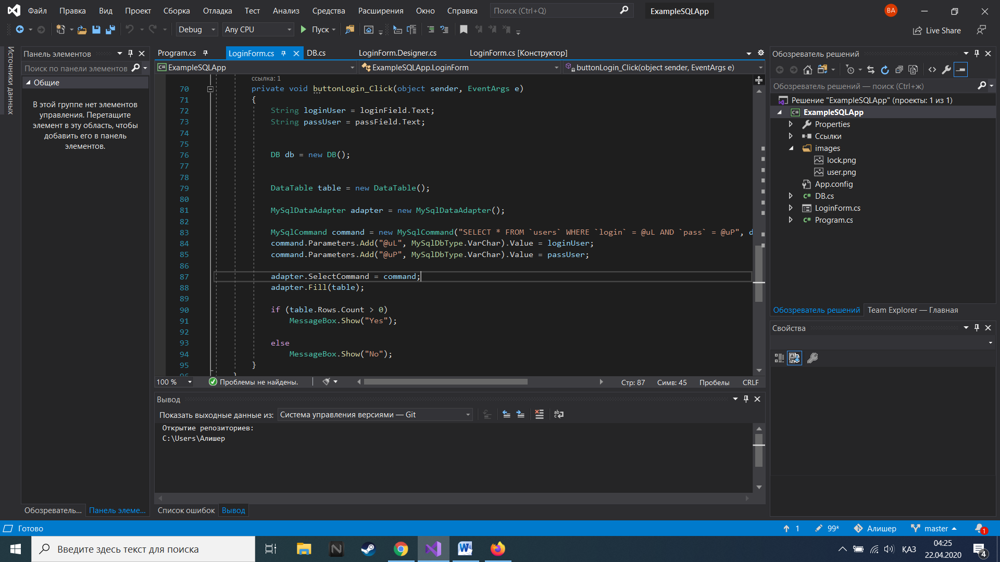 Файл Правка Вид Проект Сборка Отладка Тест Анализ Средства Расширения Окно Справка Поиск (Ctrl+Q) ExampleSQLApp ВА
Debug Any CPU Пуск Live Share
Источники данных
Панель элементов
Поиск по панели элементов
Общие
В этой группе нет элементов
управления. Перетащите
элемент в эту область, чтобы
добавить его в панель
элементов.
Обозреватель... Панель элеме...
Program.cs LoginForm.cs DB.cs LoginForm.Designer.cs LoginForm.cs [Конструктор]
ExampleSQLApp ExampleSQLApp.LoginForm buttonLogin_Click(object sender, EventArgs e)
ссылка: 1
70 private void buttonLogin_Click(object sender, EventArgs e)
71 {
72 String loginUser = loginField.Text;
73 String passUser = passField.Text;
74
75
76 DB db = new DB();
77
78
79 DataTable table = new DataTable();
80
81 MySqlDataAdapter adapter = new MySqlDataAdapter();
82
83 MySqlCommand command = new MySqlCommand("SELECT * FROM `users` WHERE `login` = @uL AND `pass` = @uP", d
84 command.Parameters.Add("@uL", MySqlDbType.VarChar).Value = loginUser;
85 command.Parameters.Add("@uP", MySqlDbType.VarChar).Value = passUser;
86
87 adapter.SelectCommand = command;
88 adapter.Fill(table);
89
90 if (table.Rows.Count > 0)
91 MessageBox.Show("Yes");
92
93 else
94 MessageBox.Show("No");
95 }
96 }
100 % Проблемы не найдены. Стр: 87 Симв: 45 Пробелы CRLF
Вывод
Показать выходные данные из: Система управления версиями — Git
Открытие репозиториев:
C:\Users\Алишер
Список ошибок Вывод
Обозреватель решений
Обозреватель решений — поиск (Ctrl+ж)
Решение "ExampleSQLApp" (проекты: 1 из 1)
C# ExampleSQLApp
Properties
Ссылки
images
lock.png
user.png
App.config
C# DB.cs
LoginForm.cs
C# Program.cs
Обозреватель решений Team Explorer — Главная
Свойства
Готово 1 99* Алишер master 1
Введите здесь текст для поиска ҚАЗ 04:25
22.04.2020 4